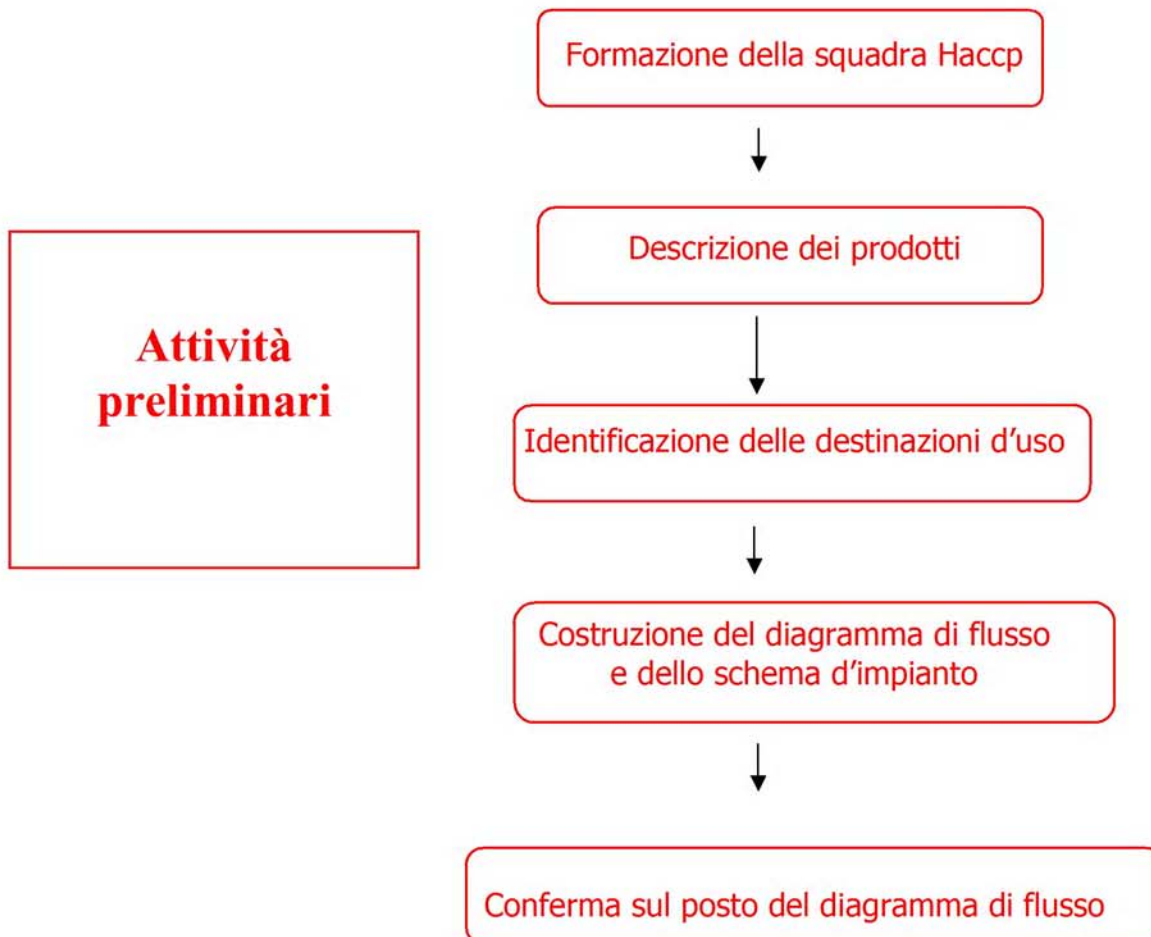 Formazione della squadra Haccp
Descrizione dei prodotti
Attività
preliminari
Identificazione delle destinazioni d'uso
Costruzione del diagramma di flusso
e dello schema d'impianto
Conferma sul posto del diagramma di flusso